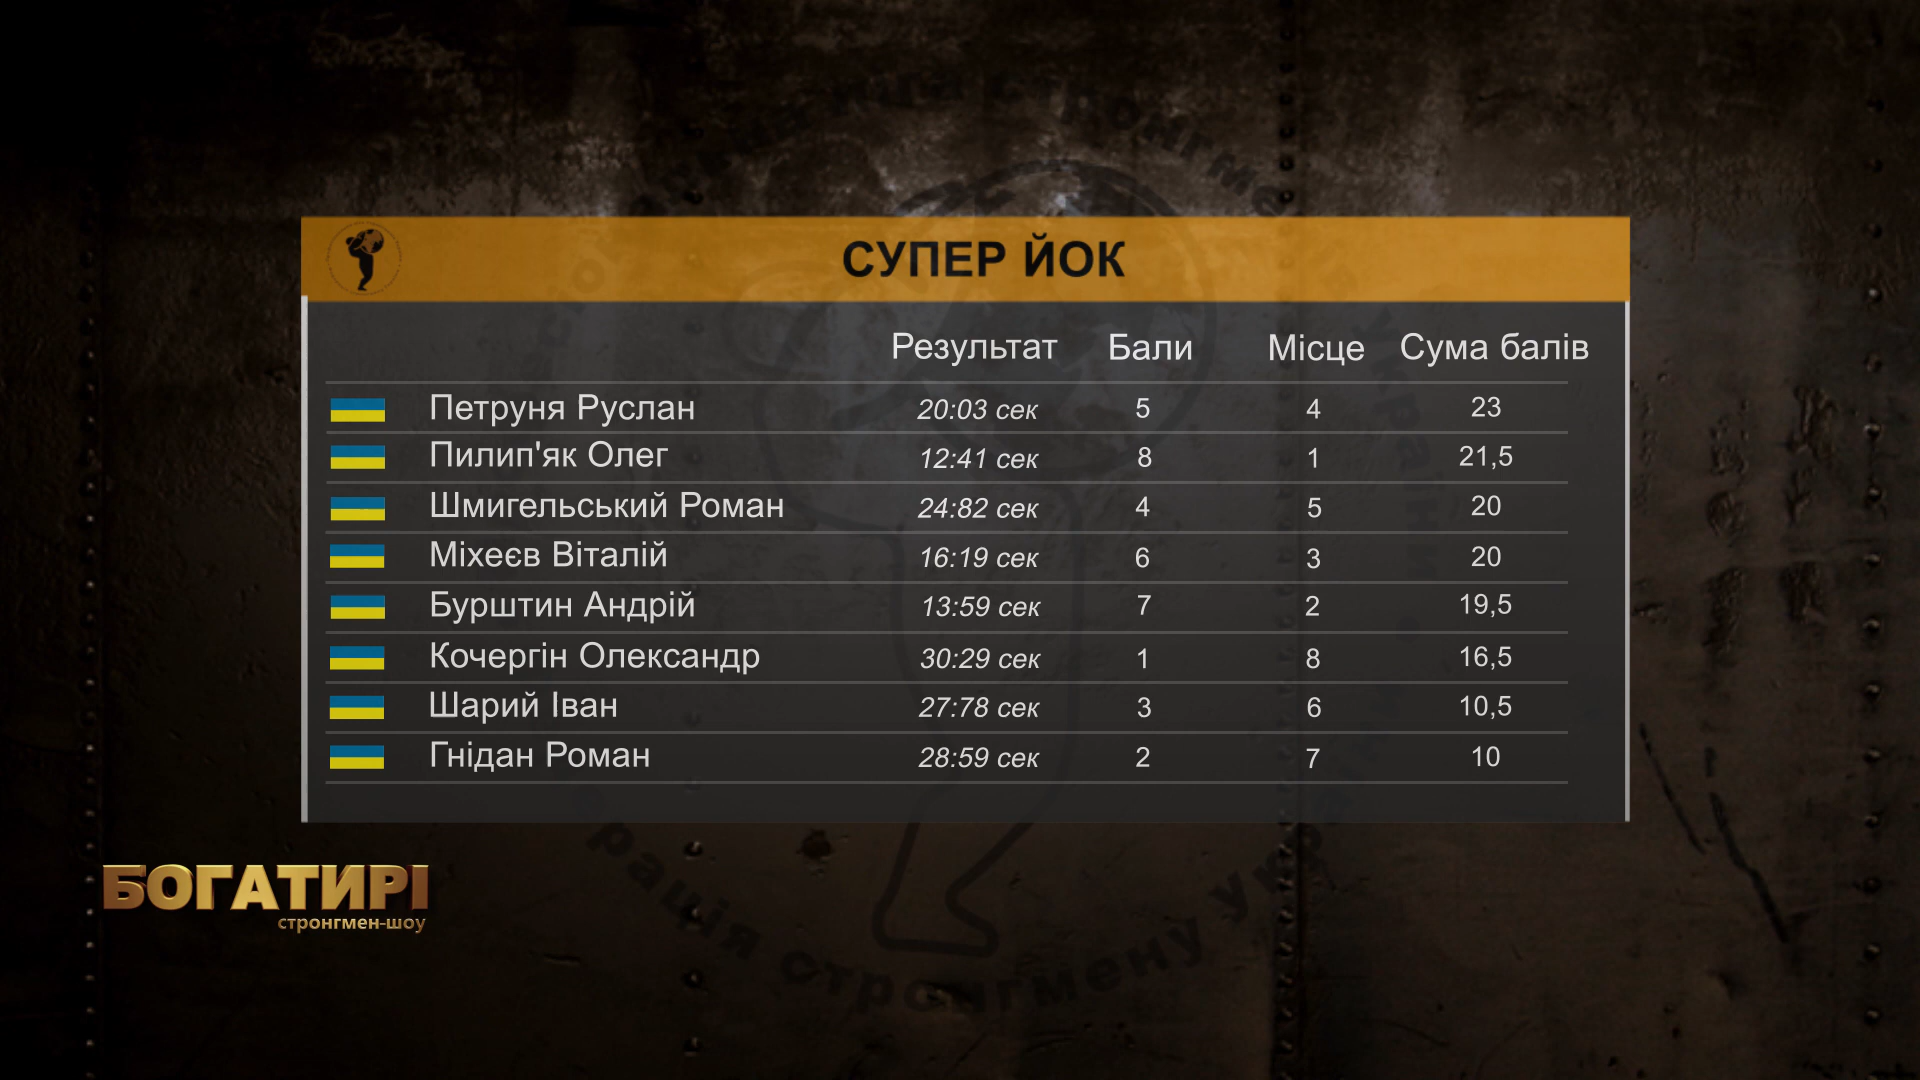 СУПЕР ЙОК
Результат Бали Місце Сума балів
Петруня Руслан 20:03 сек 5 4 23
Пилип'як Олег 12:41 сек 8 1 21,5
Шмигельський Роман 24:82 сек 4 5 20
Міхеєв Віталій 16:19 сек 6 3 20
Бурштин Андрій 13:59 сек 7 2 19,5
Кочергін Олександр 30:29 сек 1 8 16,5
Шарий Іван 27:78 сек 3 6 10,5
Гнідан Роман 28:59 сек 2 7 10
БОГАТИРІ
стронгмен-шоу
стронгмену